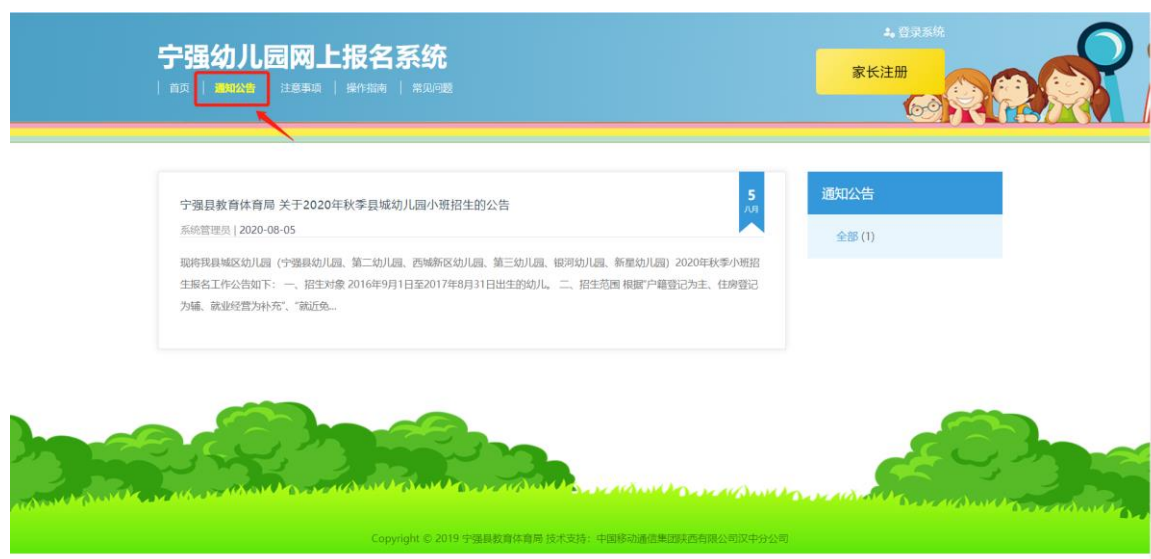 登录系统
宁强幼儿园网上报名系统
家长注册
首页 | 通知公告 | 注意事项 | 操作指南 | 常见问题
宁强县教育体育局 关于2020年秋季县城幼儿园小班招生的公告
5
八月
系统管理员 | 2020-08-05
现将我县城区幼儿园（宁强县幼儿园、第二幼儿园、西城新区幼儿园、第三幼儿园、银河幼儿园、新星幼儿园）2020年秋季小班招
生报名工作公告如下： 一、招生对象 2016年9月1日至2017年8月31日出生的幼儿。 二、招生范围 根据“户籍登记为主、住房登记
为辅、就业经营为补充”、“就近免...
通知公告
全部 (1)
Copyright © 2019 宁强县教育体育局 技术支持：中国移动通信集团陕西有限公司汉中分公司